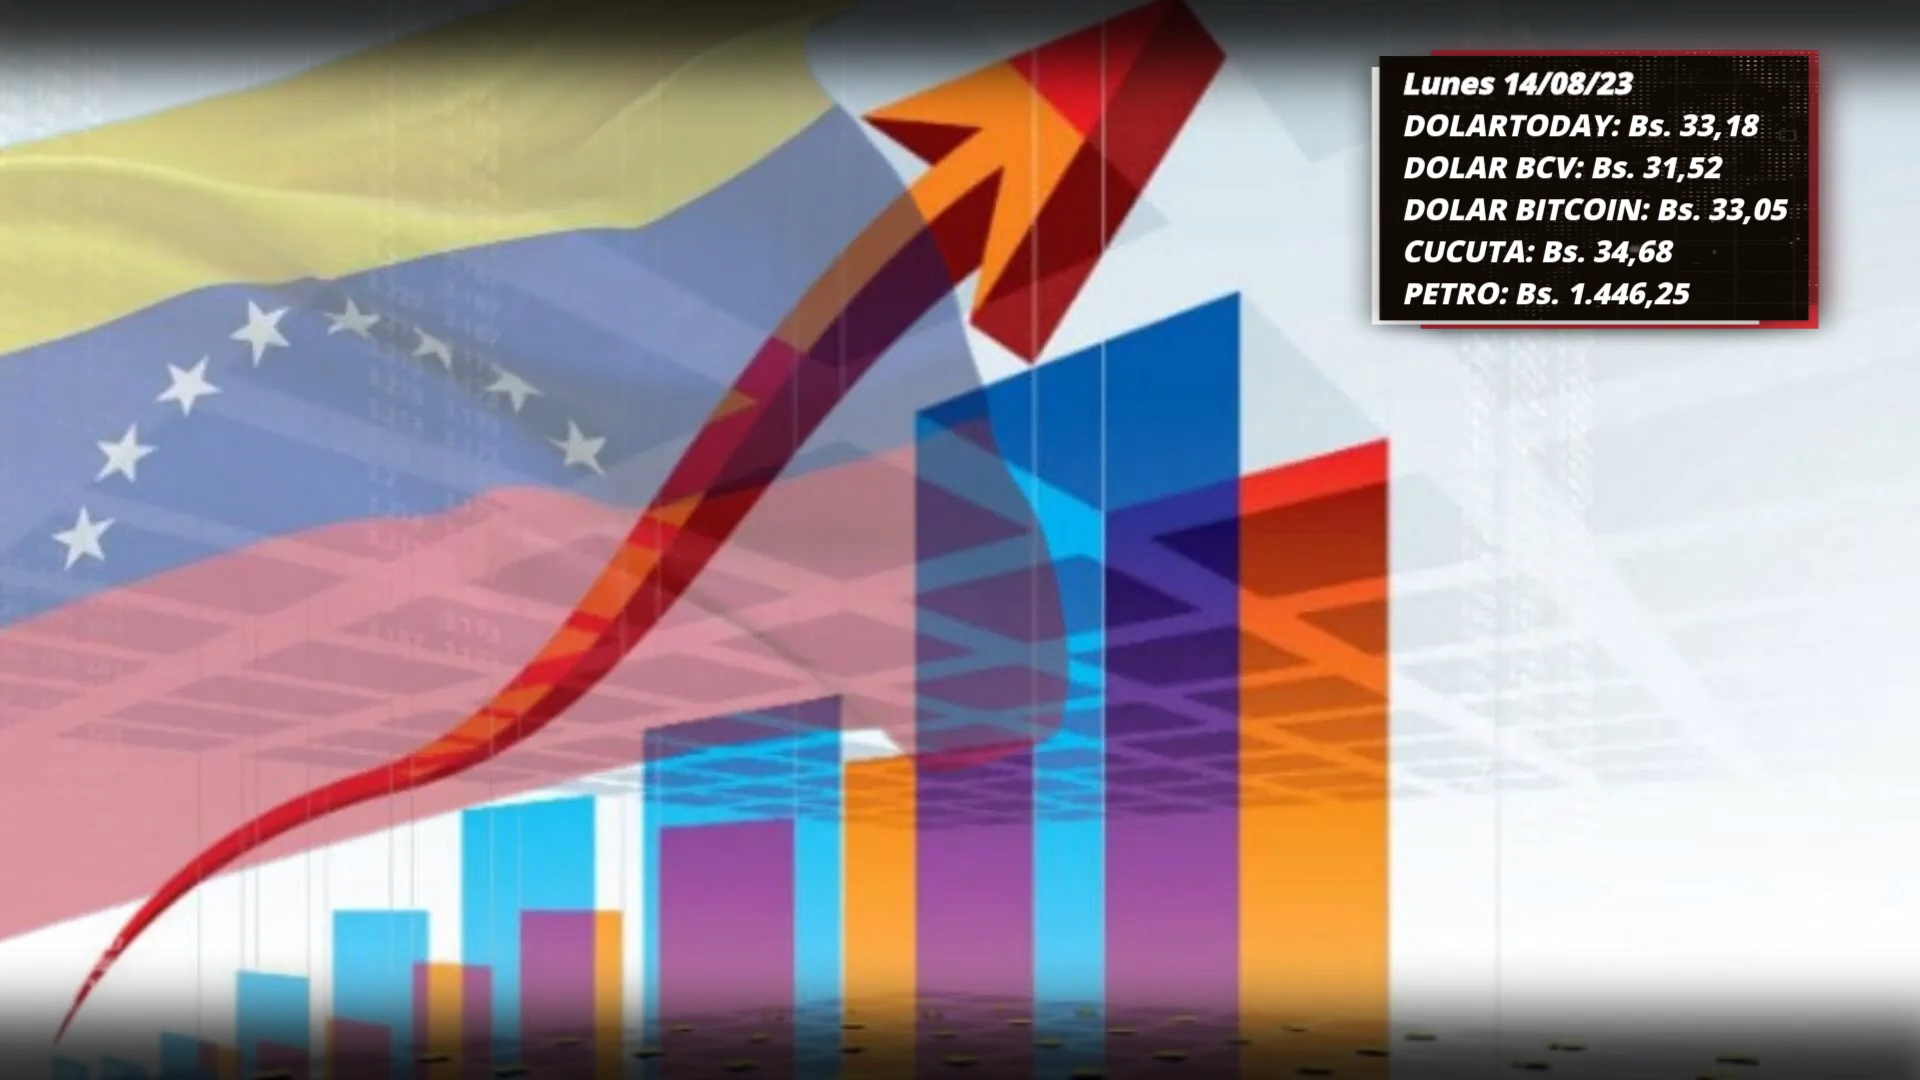 Lunes 14/08/23
DOLARTODAY: Bs. 33,18
DOLAR BCV: Bs. 31,52
DOLAR BITCOIN: Bs. 33,05
CUCUTA: Bs. 34,68
PETRO: Bs. 1.446,25